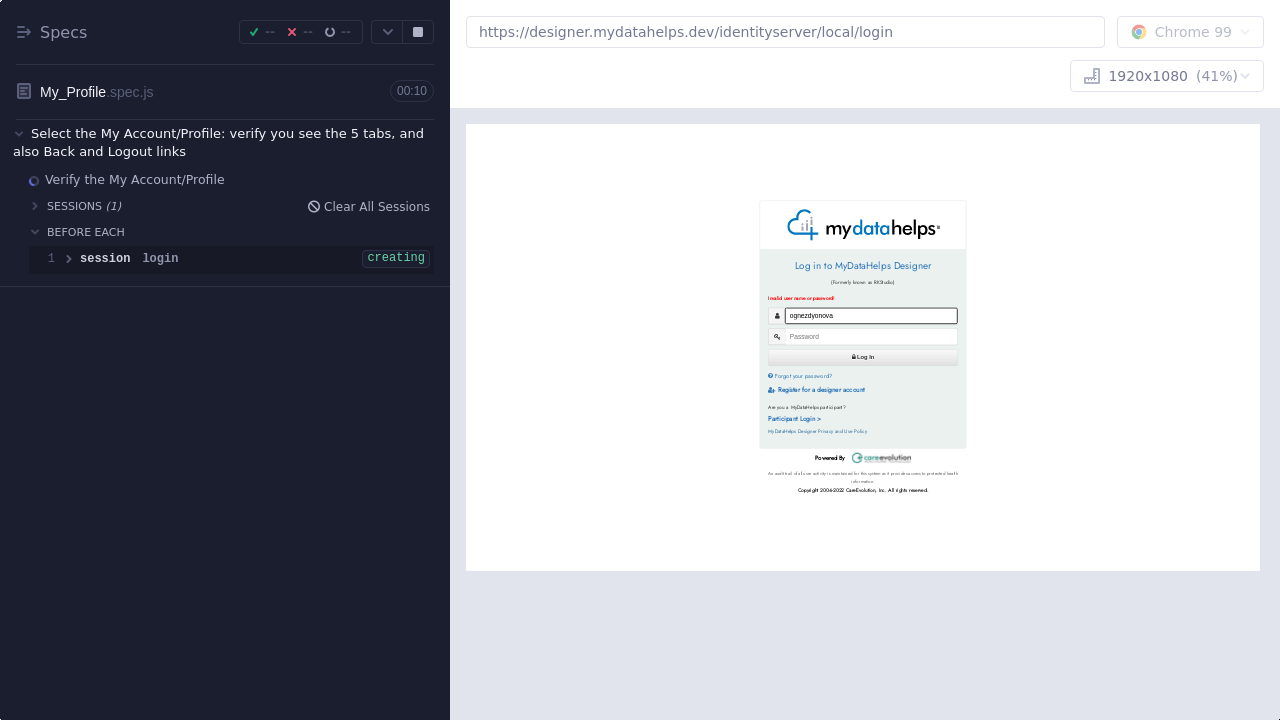 Specs
-- -- --
My_Profile.spec.js
00:10
Select the My Account/Profile: verify you see the 5 tabs, and
also Back and Logout links
Verify the My Account/Profile
SESSIONS (1)
Clear All Sessions
BEFORE EACH
1 session login creating
https://designer.mydatahelps.dev/identityserver/local/login
Chrome 99
1920x1080 (41%)
mydatahelps
Log in to MyDataHelps Designer
(Formerly known as RKStudio)
Invalid user name or password!
ognezdyonova
Password
Log In
Forgot your password?
Register for a designer account
Are you a MyDataHelps participant?
Participant Login >
MyDataHelps Designer Privacy and Use Policy
Powered By careevolution
An audit trail of all user activity is maintained for this system as it provides access to protected health
information.
Copyright 2006-2022 CareEvolution, Inc. All rights reserved.